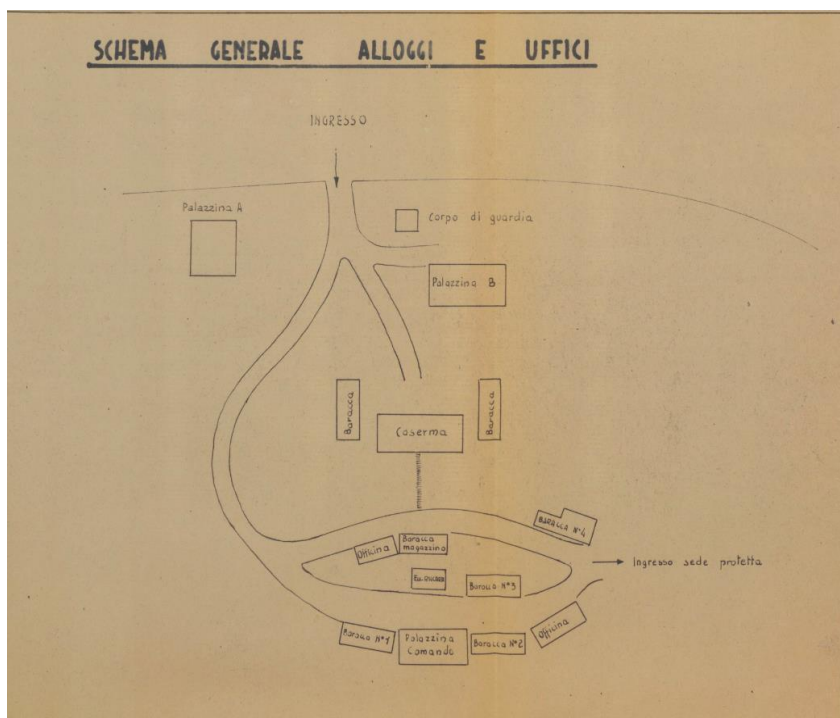 SCHEMA GENERALE ALLOGGI E UFFICI
INGRESSO
Palazzina A
Corpo di guardia
Palazzina B
Baracca
Caserma
Baracca
BARACCA N°4
Officina
Baracca
magazzino
Ingresso sede protetta
Baracca N°3
Baracca N°1
Palazzina
Comando
Baracca N°2
Officina